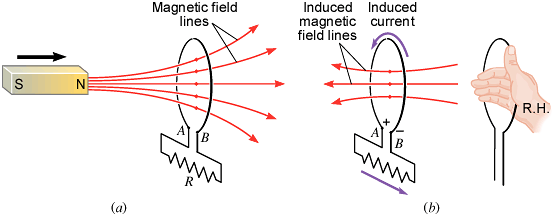 Magnetic field
lines
S
N
A
B
R
(a)
Induced
magnetic
field lines
Induced
current
+
–
A
B
R.H.
(b)